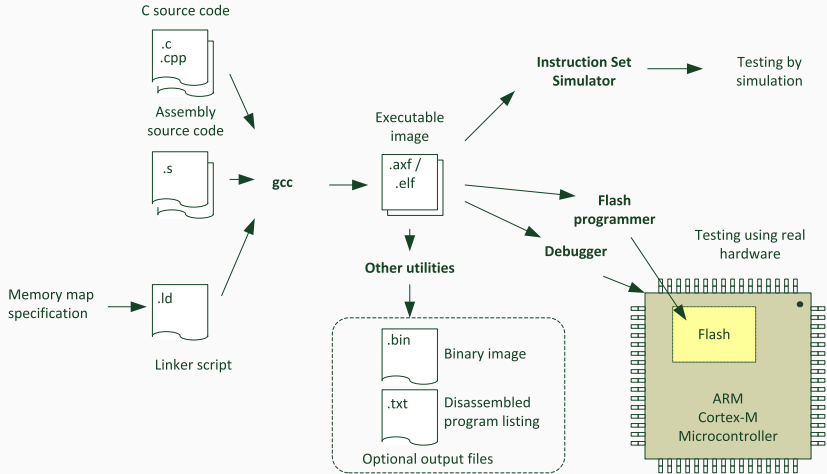 C source code
.c
.cpp
Assembly
source code
.s
gcc
Memory map
specification
.ld
Linker script
Executable
image
.axf /
.elf
Other utilities
.bin
Binary image
.txt
Disassembled
program listing
Optional output files
Instruction Set
Simulator
Testing by
simulation
Flash
programmer
Debugger
Testing using real
hardware
Flash
ARM
Cortex-M
Microcontroller